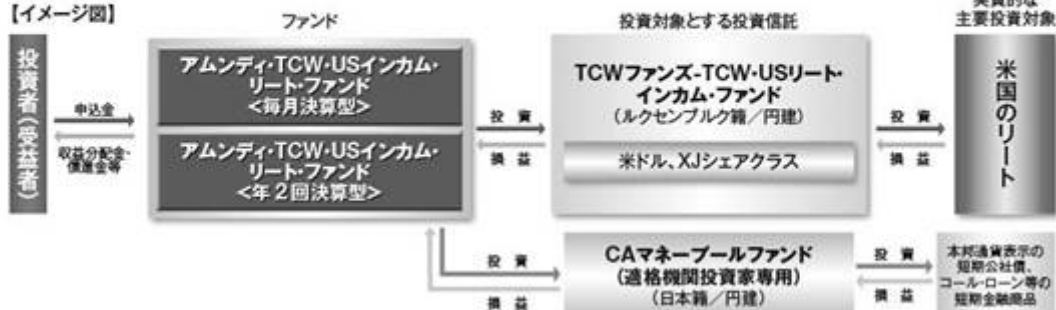 【イメージ図】
ファンド
投資対象とする投資信託
実質的な
主要投資対象
投資者(受益者)
申込金
収益分配金・
償還金等
アムンディ・TCW・USインカム・
リート・ファンド
<毎月決算型>
アムンディ・TCW・USインカム・
リート・ファンド
<年2回決算型>
投資
損益
TCWファンズ-TCW・USリート・
インカム・ファンド
(ルクセンブルク籍/円建)
米ドル、XJシェアクラス
投資
損益
米国のリート
投資
損益
CAマネープールファンド
(適格機関投資家専用)
(日本籍/円建)
投資
損益
本邦通貨表示の
短期公社債、
コール・ローン等の
短期金融商品